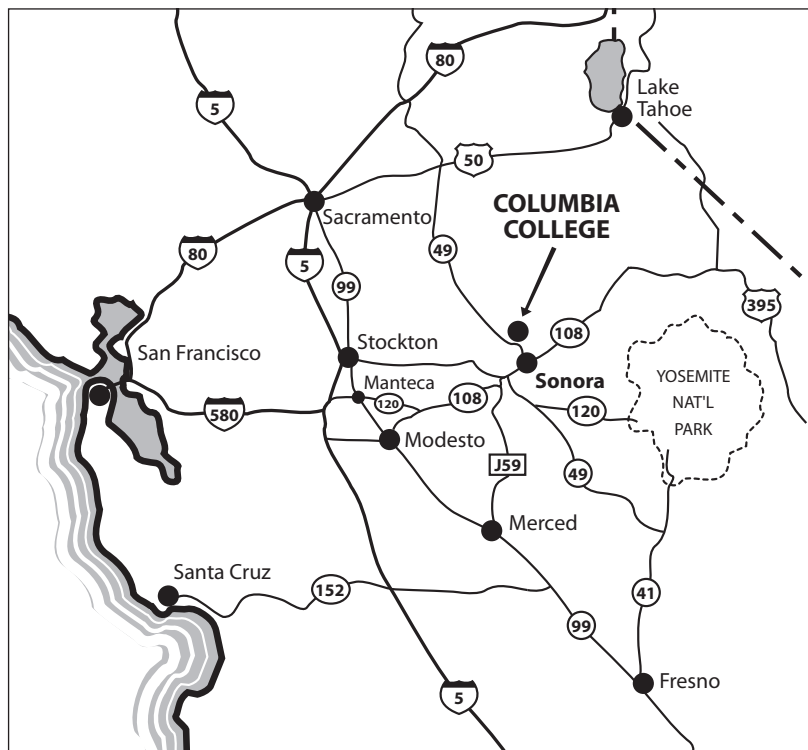 80
5
Lake
Tahoe
50
COLUMBIA
COLLEGE
Sacramento
80
49
5
99
395
108
Stockton
San Francisco
Sonora
YOSEMITE
NAT'L
PARK
Manteca
120
108
120
580
Modesto
J59
49
Merced
Santa Cruz
152
41
99
Fresno
5